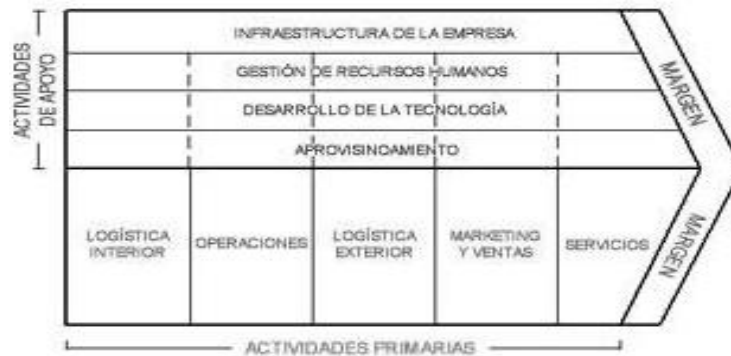 ACTIVIDADES
DE APOYO
INFRAESTRUCTURA DE LA EMPRESA
GESTIÓN DE RECURSOS HUMANOS
DESARROLLO DE LA TECNOLOGÍA
APROVISINOAMIENTO
MARGEN
LOGÍSTICA
INTERIOR
OPERACIONES
LOGÍSTICA
EXTERIOR
MARKETING
Y VENTAS
SERVICIOS
MARGEN
ACTIVIDADES PRIMARIAS